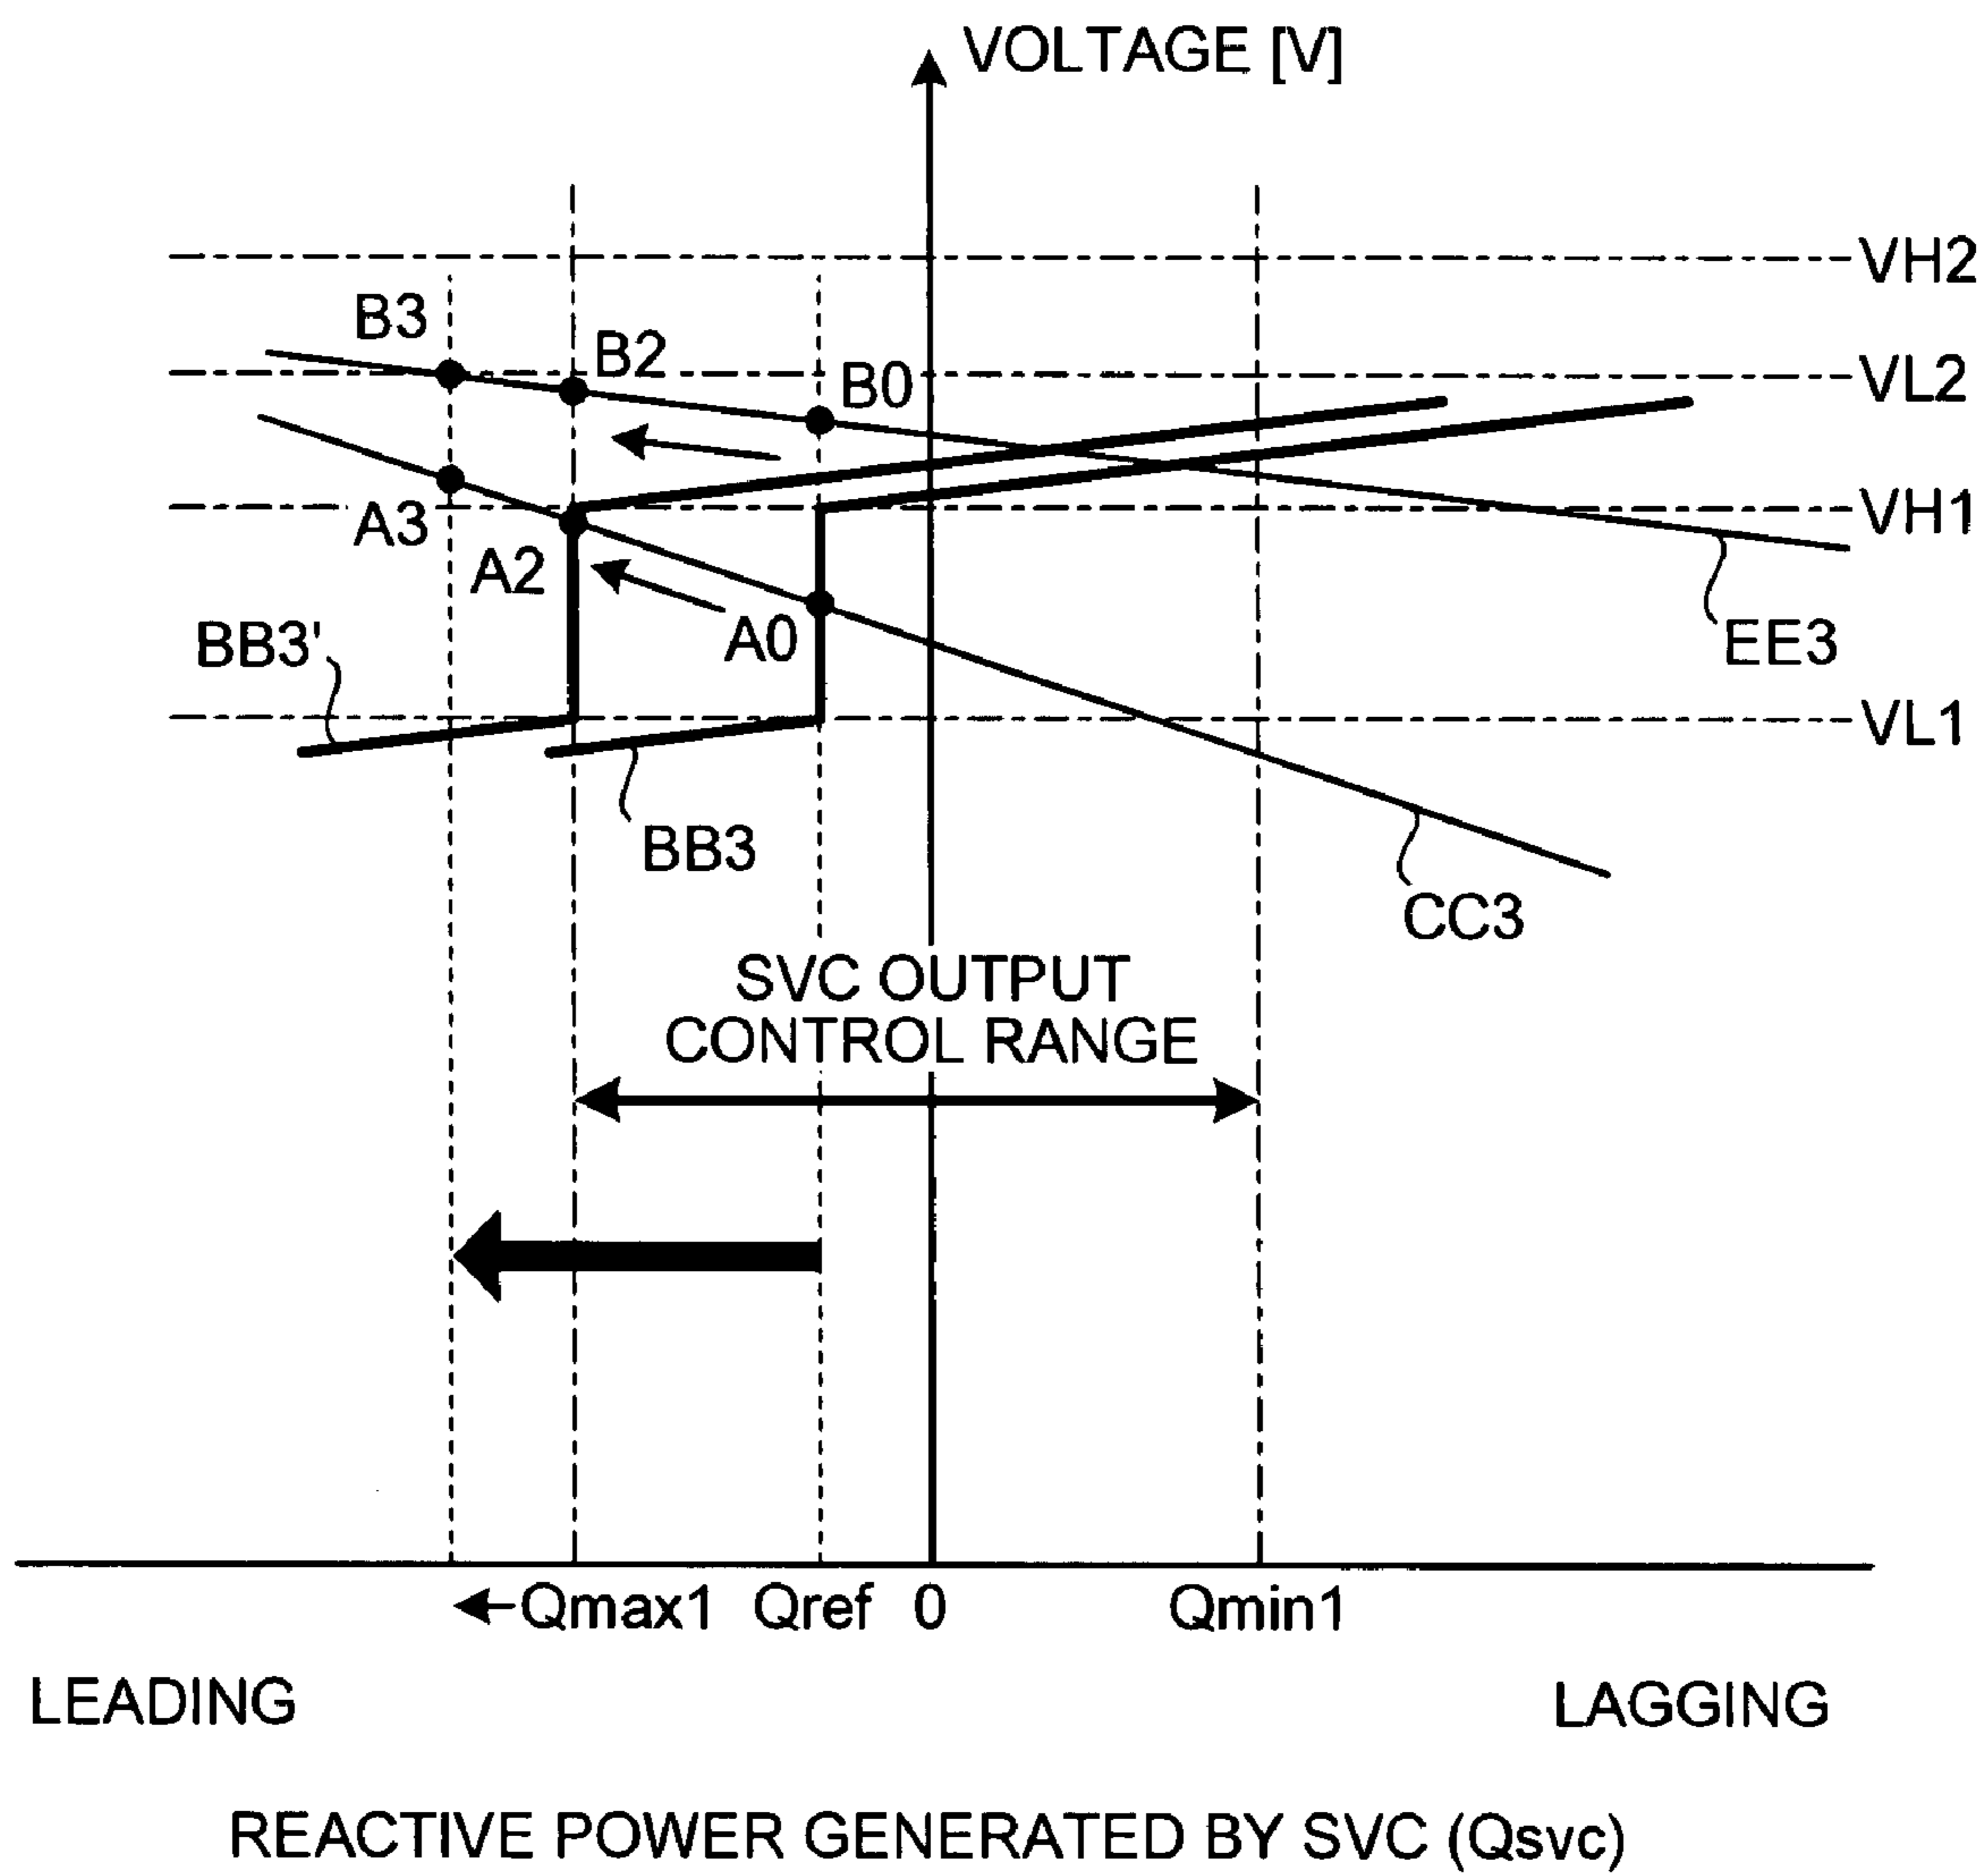 VOLTAGE [V]
VH2
B3
B2
VL2
B0
A3
VH1
A2
BB3'
A0
EE3
VL1
BB3
CC3
SVC OUTPUT
CONTROL RANGE
Qmax1 Qref 0 Qmin1
LEADING LAGGING
REACTIVE POWER GENERATED BY SVC (Qsvc)